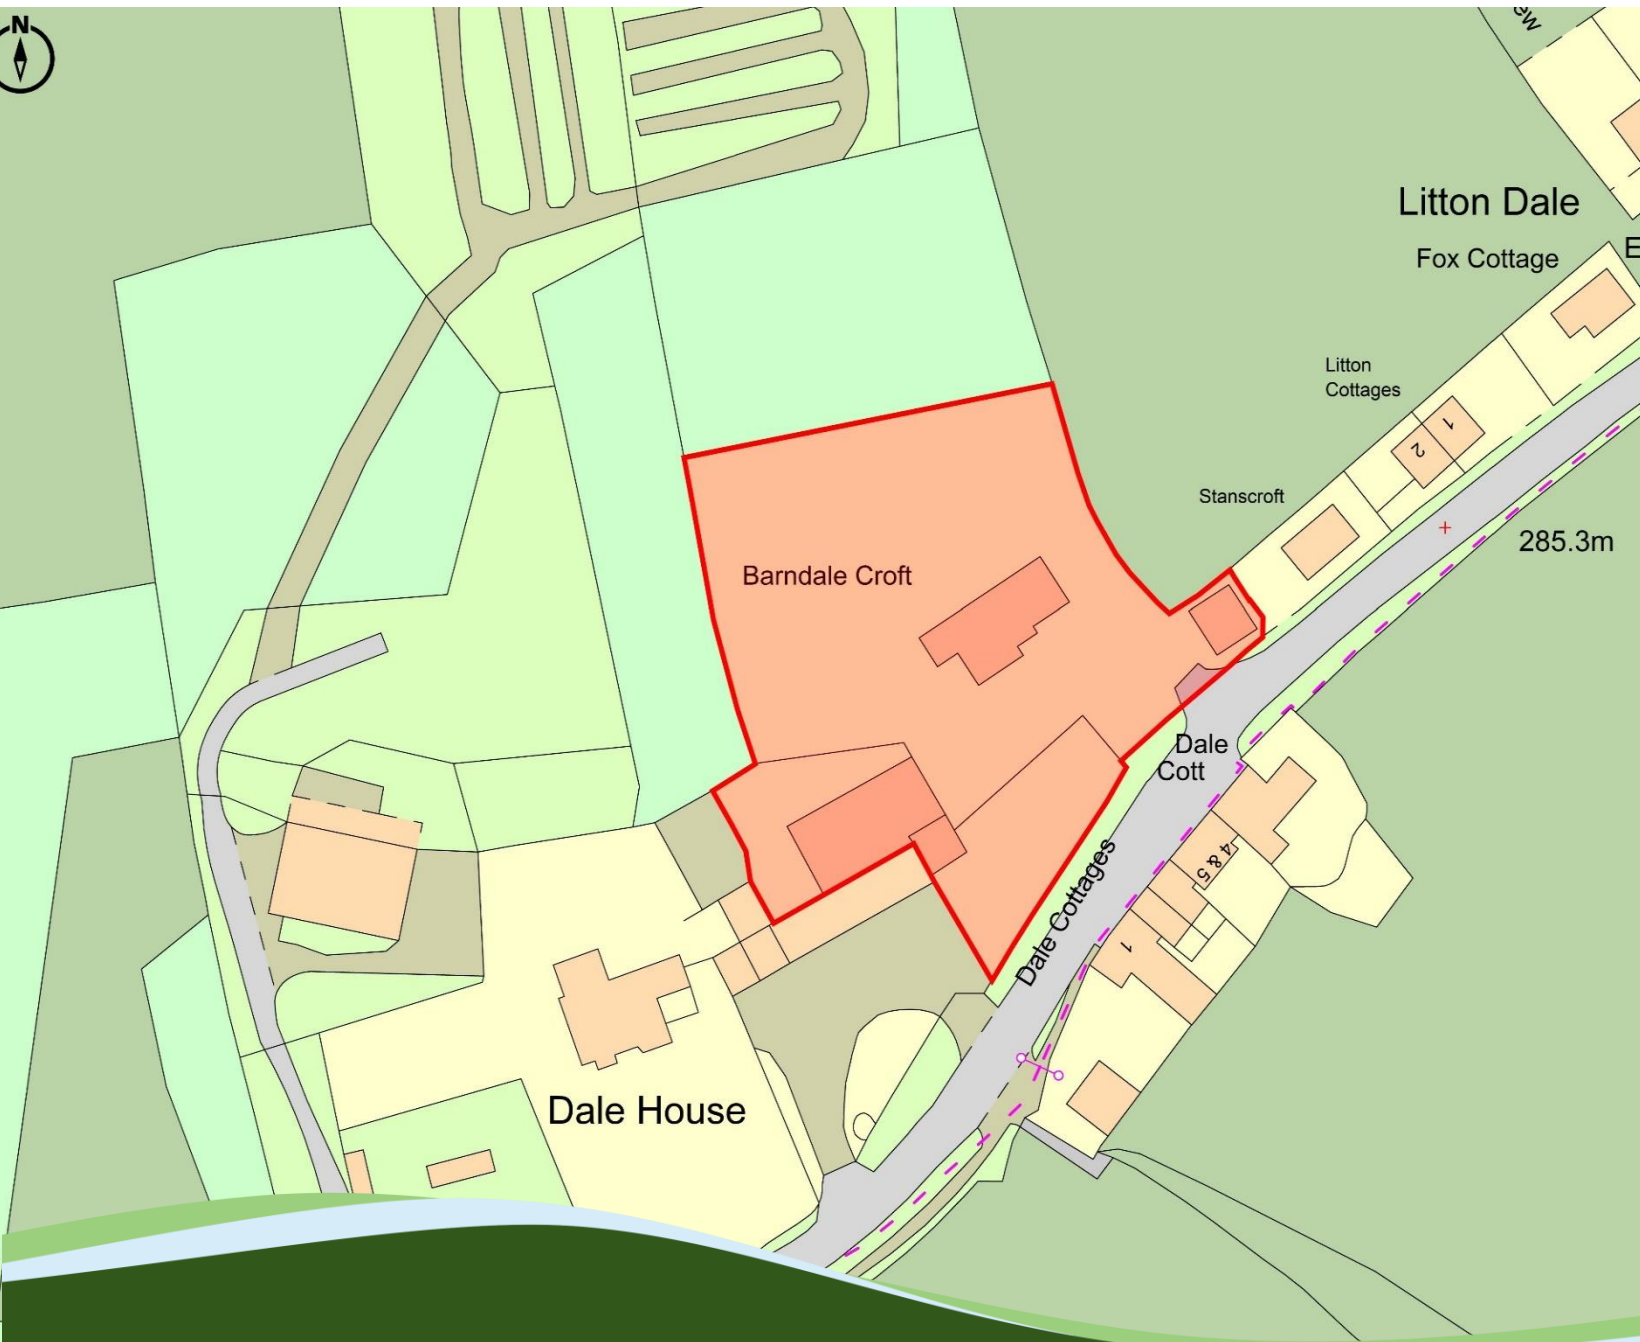 N
ew
Litton Dale
Fox Cottage
E
Litton
Cottages
1
2
Stanscroft
285.3m
Barndale Croft
Dale
Cott
4 & 5
Dale Cottages
1
Dale House